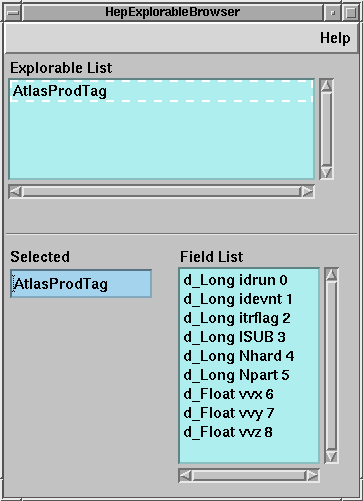 HepExplorableBrowser
Help
Explorable List
AtlasProdTag
Selected
AtlasProdTag
Field List
d_Long idrun 0
d_Long idevnt 1
d_Long itrflag 2
d_Long ISUB 3
d_Long Nhard 4
d_Long Npart 5
d_Float vvx 6
d_Float vvy 7
d_Float vvz 8